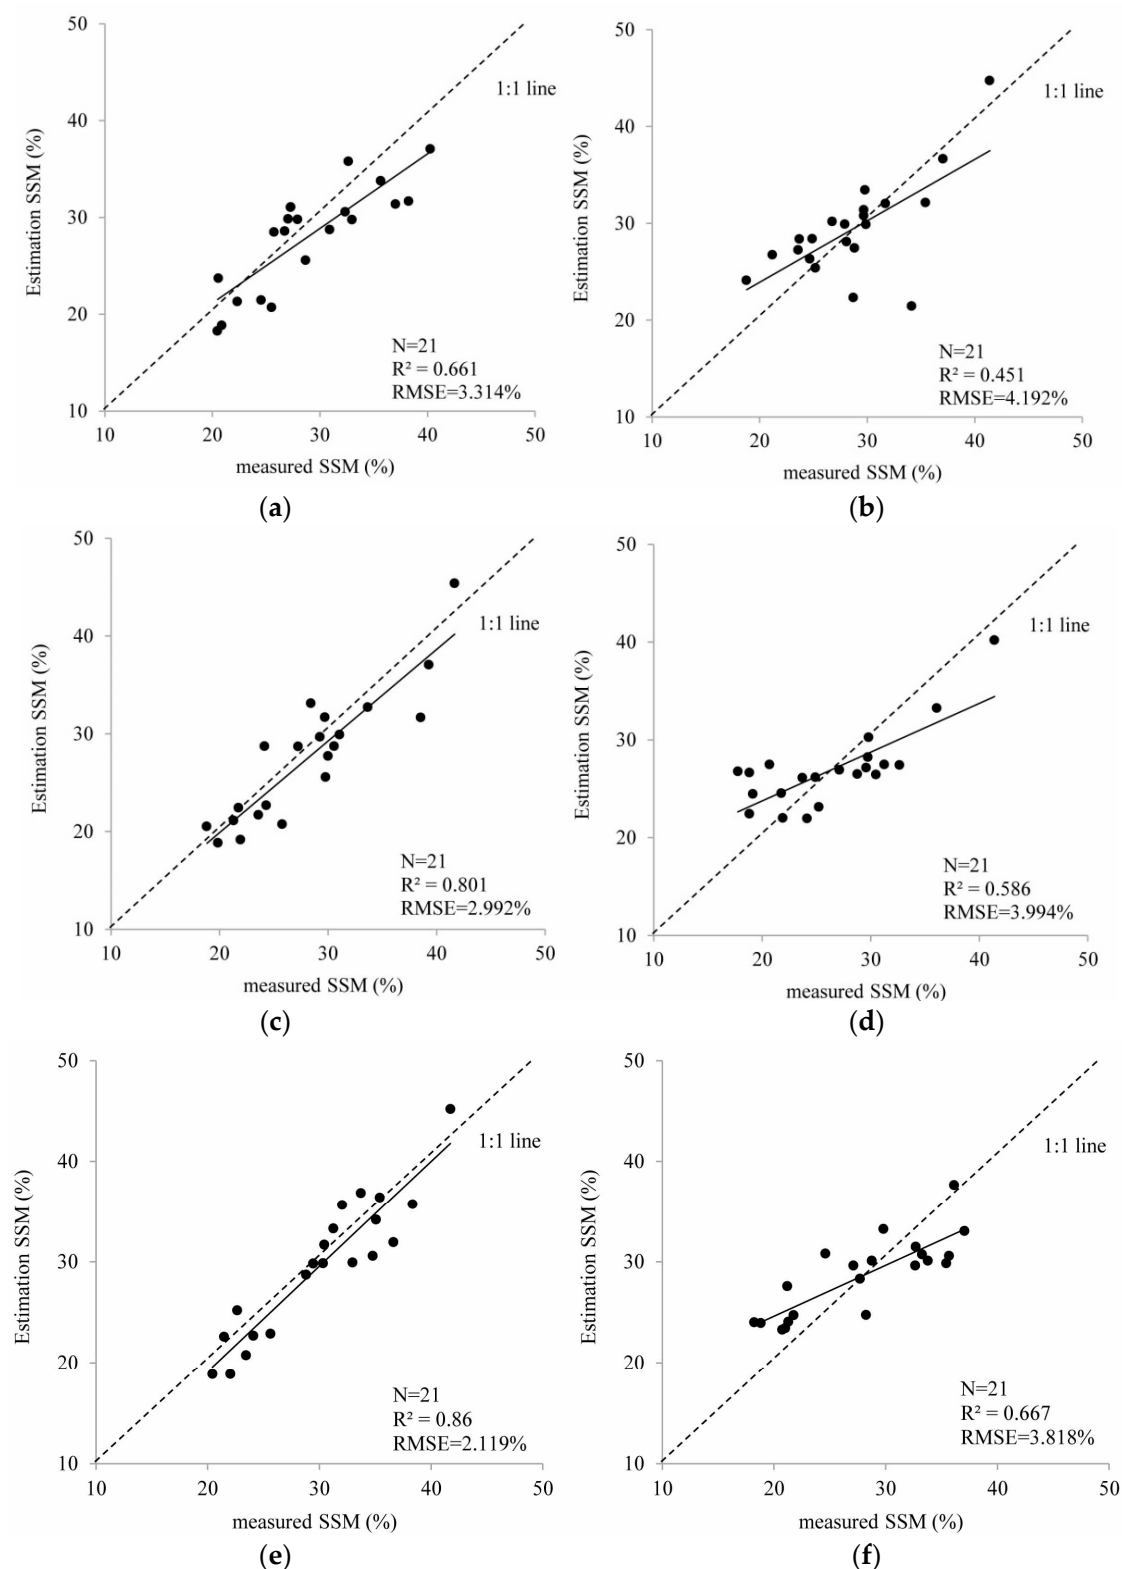 50
40
30
20
10
Estimation SSM (%)
1:1 line
N=21
R² = 0.661
RMSE=3.314%
10 20 30 40 50
measured SSM (%)
(a)
50
40
30
20
10
Estimation SSM (%)
1:1 line
N=21
R² = 0.451
RMSE=4.192%
10 20 30 40 50
measured SSM (%)
(b)
50
40
30
20
10
Estimation SSM (%)
1:1 line
N=21
R² = 0.801
RMSE=2.992%
10 20 30 40 50
measured SSM (%)
(c)
50
40
30
20
10
Estimation SSM (%)
1:1 line
N=21
R² = 0.586
RMSE=3.994%
10 20 30 40 50
measured SSM (%)
(d)
50
40
30
20
10
Estimation SSM (%)
1:1 line
N=21
R² = 0.86
RMSE=2.119%
10 20 30 40 50
measured SSM (%)
(e)
50
40
30
20
10
Estimation SSM (%)
1:1 line
N=21
R² = 0.667
RMSE=3.818%
10 20 30 40 50
measured SSM (%)
(f)